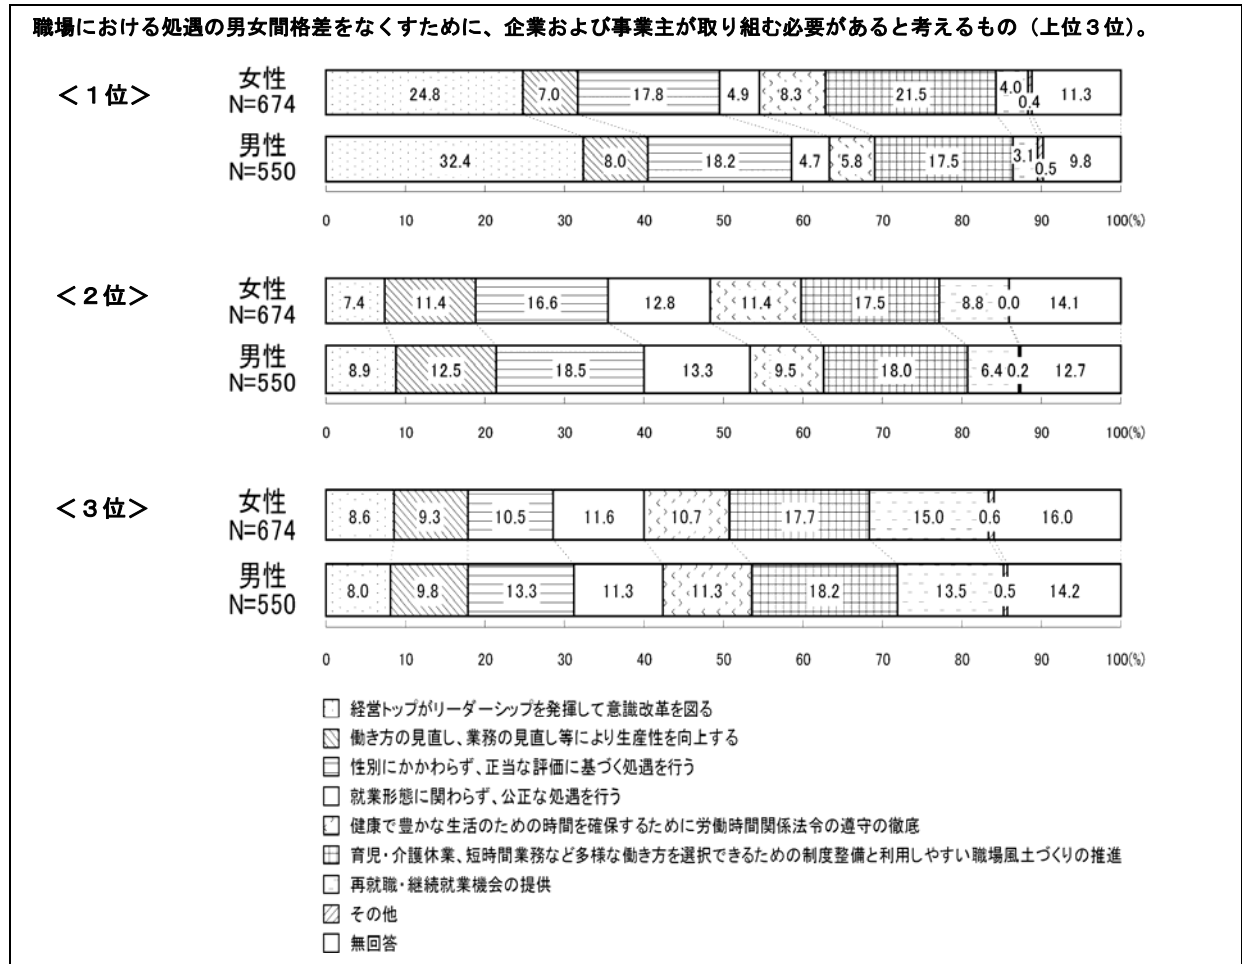 職場における処遇の男女間格差をなくすために、企業および事業主が取り組む必要があると考えるもの（上位３位）。
＜１位＞
女性
N=674
24.8 7.0 17.8 4.9 8.3 21.5 4.0 0.4 11.3
男性
N=550
32.4 8.0 18.2 4.7 5.8 17.5 3.1 0.5 9.8
0 10 20 30 40 50 60 70 80 90 100(%)
＜２位＞
女性
N=674
7.4 11.4 16.6 12.8 11.4 17.5 8.8 0.0 14.1
男性
N=550
8.9 12.5 18.5 13.3 9.5 18.0 6.4 0.2 12.7
0 10 20 30 40 50 60 70 80 90 100(%)
＜３位＞
女性
N=674
8.6 9.3 10.5 11.6 10.7 17.7 15.0 0.6 16.0
男性
N=550
8.0 9.8 13.3 11.3 11.3 18.2 13.5 0.5 14.2
0 10 20 30 40 50 60 70 80 90 100(%)
経営トップがリーダーシップを発揮して意識改革を図る
働き方の見直し、業務の見直し等により生産性を向上する
性別にかかわらず、正当な評価に基づく処遇を行う
就業形態に関わらず、公正な処遇を行う
健康で豊かな生活のための時間を確保するために労働時間関係法令の遵守の徹底
育児・介護休業、短時間業務など多様な働き方を選択できるための制度整備と利用しやすい職場風土づくりの推進
再就職・継続就業機会の提供
その他
無回答